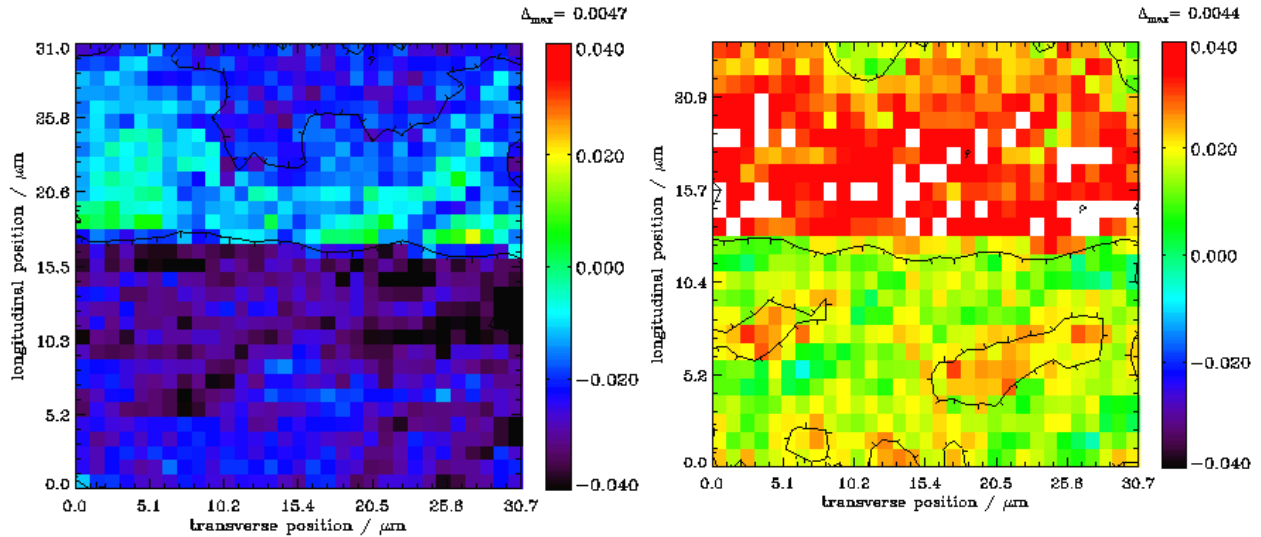 Δmax= 0.0047
longitudinal position / μm
31.0
25.8
20.6
15.5
10.3
5.2
0.0
0.0 5.1 10.2 15.4 20.5 25.6 30.7
transverse position / μm
0.040
0.020
0.000
−0.020
−0.040
Δmax= 0.0044
longitudinal position / μm
20.9
15.7
10.4
5.2
0.0
0.0 5.1 10.2 15.4 20.5 25.6 30.7
transverse position / μm
0.040
0.020
0.000
−0.020
−0.040